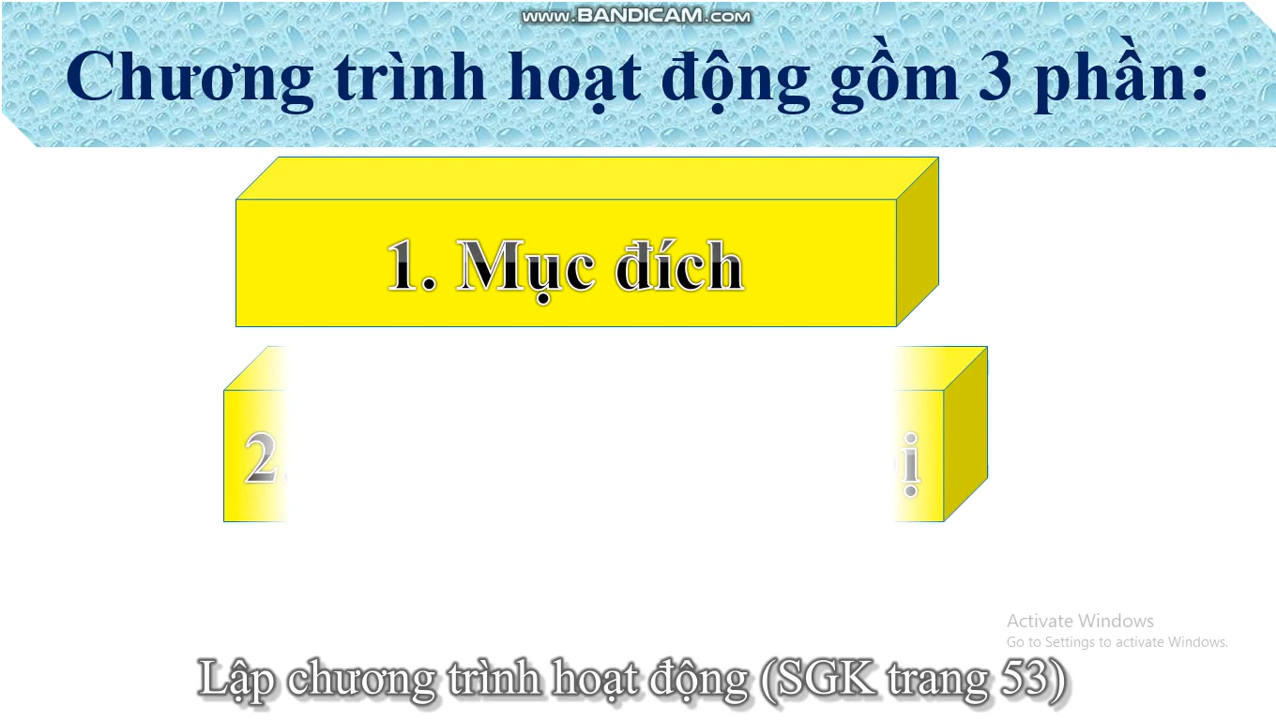 www.BANDICAM.com
Chương trình hoạt động gồm 3 phần:
1. Mục đích
2.
Activate Windows
Go to Settings to activate Windows.
Lập chương trình hoạt động (SGK trang 53)